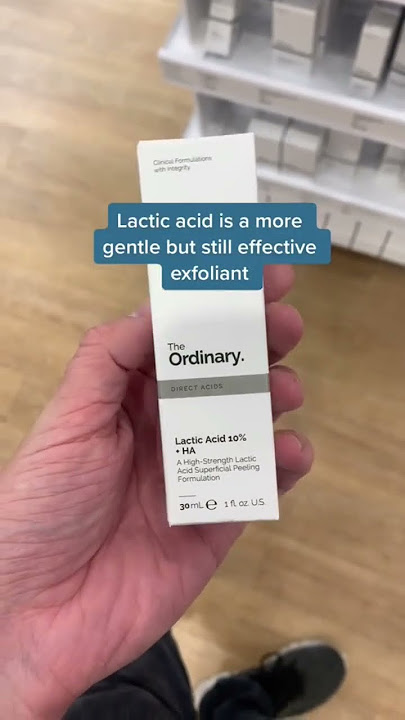 Clinical Formulations
with Integrity.
Lactic acid is a more
gentle but still effective
exfoliant
The
Ordinary.
DIRECT ACIDS
Lactic Acid 10%
+ HA
A High-Strength Lactic
Acid Superficial Peeling
Formulation
30mL ℮ 1 fl. oz. U.S.